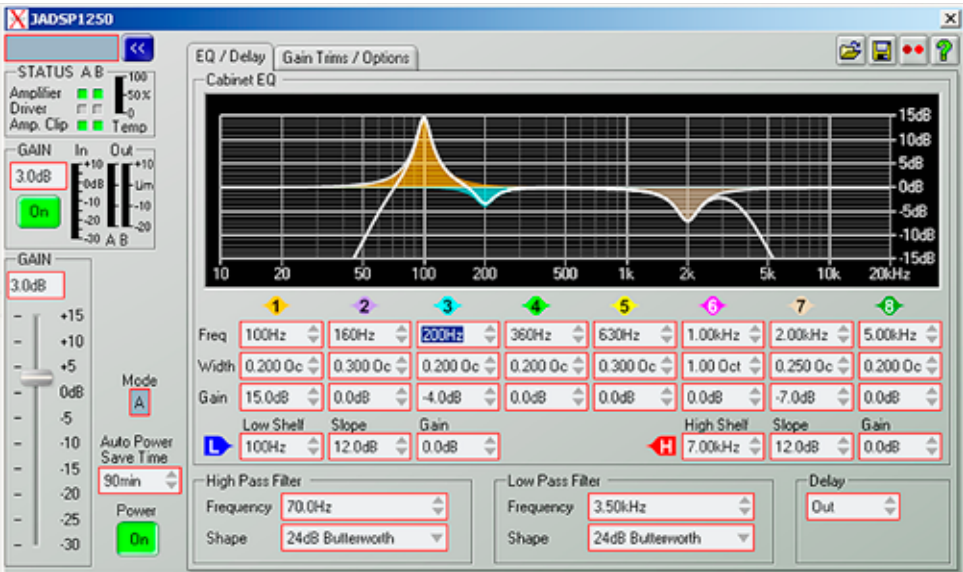 JADSP1250
<<
EQ / Delay
Gain Trims / Options
STATUS A B
Amplifier
Driver
Amp. Clip
100
50%
0
Temp
Cabinet EQ
15dB
10dB
5dB
0dB
-5dB
-10dB
-15dB
10 20 50 100 200 500 1k 2k 5k 10k 20kHz
GAIN In Out
3.0dB
On
+10 +10
0dB Lim
-10 -10
-20 -20
-30 A B
GAIN
3.0dB
+15
+10
+5
0dB
-5
-10
-15
-20
-25
-30
Mode
A
Auto Power
Save Time
90min
Power
On
1 2 3 4 5 6 7 8
Freq 100Hz 160Hz 200Hz 360Hz 630Hz 1.00kHz 2.00kHz 5.00kHz
Width 0.200 Oc 0.300 Oc 0.200 Oc 0.200 Oc 0.300 Oc 1.00 Oct 0.250 Oc 0.200 Oc
Gain 15.0dB 0.0dB -4.0dB 0.0dB 0.0dB 0.0dB -7.0dB 0.0dB
Low Shelf Slope Gain High Shelf Slope Gain
L 100Hz 12.0dB 0.0dB H 7.00kHz 12.0dB 0.0dB
High Pass Filter
Frequency 70.0Hz
Shape 24dB Butterworth
Low Pass Filter
Frequency 3.50kHz
Shape 24dB Butterworth
Delay
Out